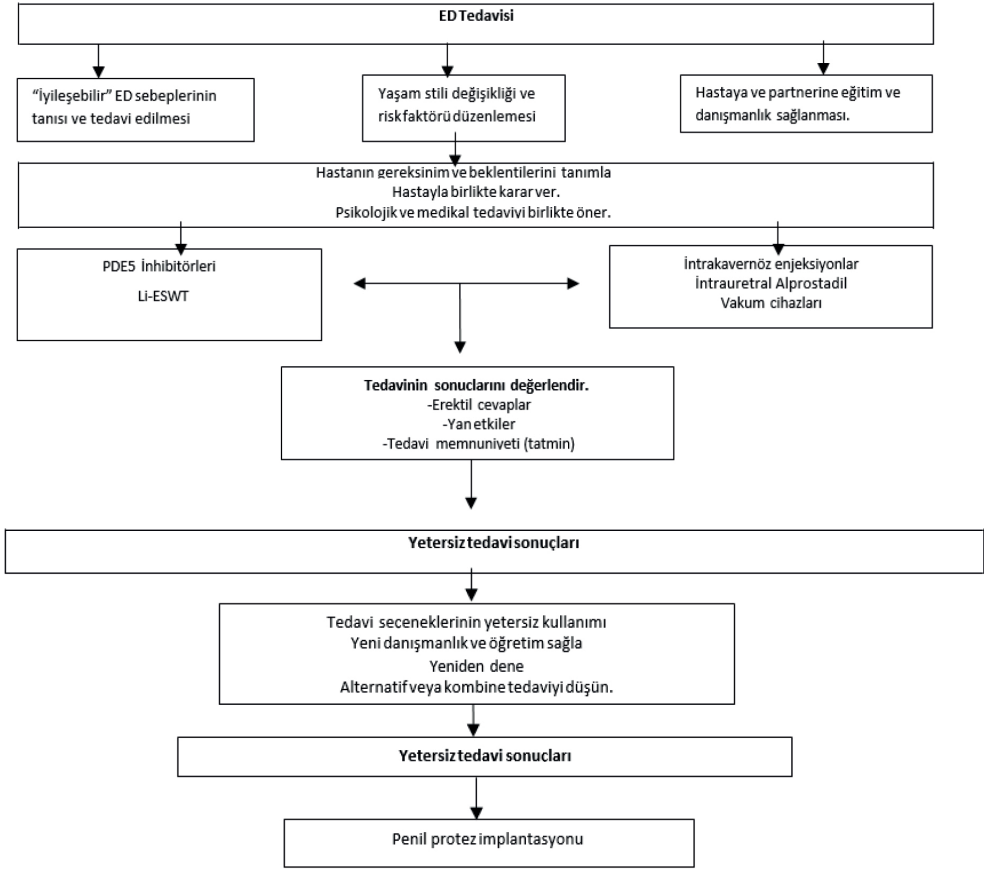 ED Tedavisi
“İyileşebilir” ED sebeplerinin
tanısı ve tedavi edilmesi
Yaşam stili değişikliği ve
risk faktörü düzenlemesi
Hastaya ve partnerine eğitim ve
danışmanlık sağlanması.
Hastanın gereksinim ve beklentilerini tanımla
Hastayla birlikte karar ver.
Psikolojik ve medikal tedaviyi birlikte öner.
PDE5 İnhibitörleri
Li-ESWT
İntrakavernöz enjeksiyonlar
İntrauretral Alprostadil
Vakum cihazları
Tedavinin sonuclarını değerlendir.
-Erektil cevaplar
-Yan etkiler
-Tedavi memnuniyeti (tatmin)
Yetersiz tedavi sonuçları
Tedavi seceneklerinin yetersiz kullanımı
Yeni danışmanlık ve öğretim sağla
Yeniden dene
Alternatif veya kombine tedaviyi düşün.
Yetersiz tedavi sonuçları
Penil protez implantasyonu